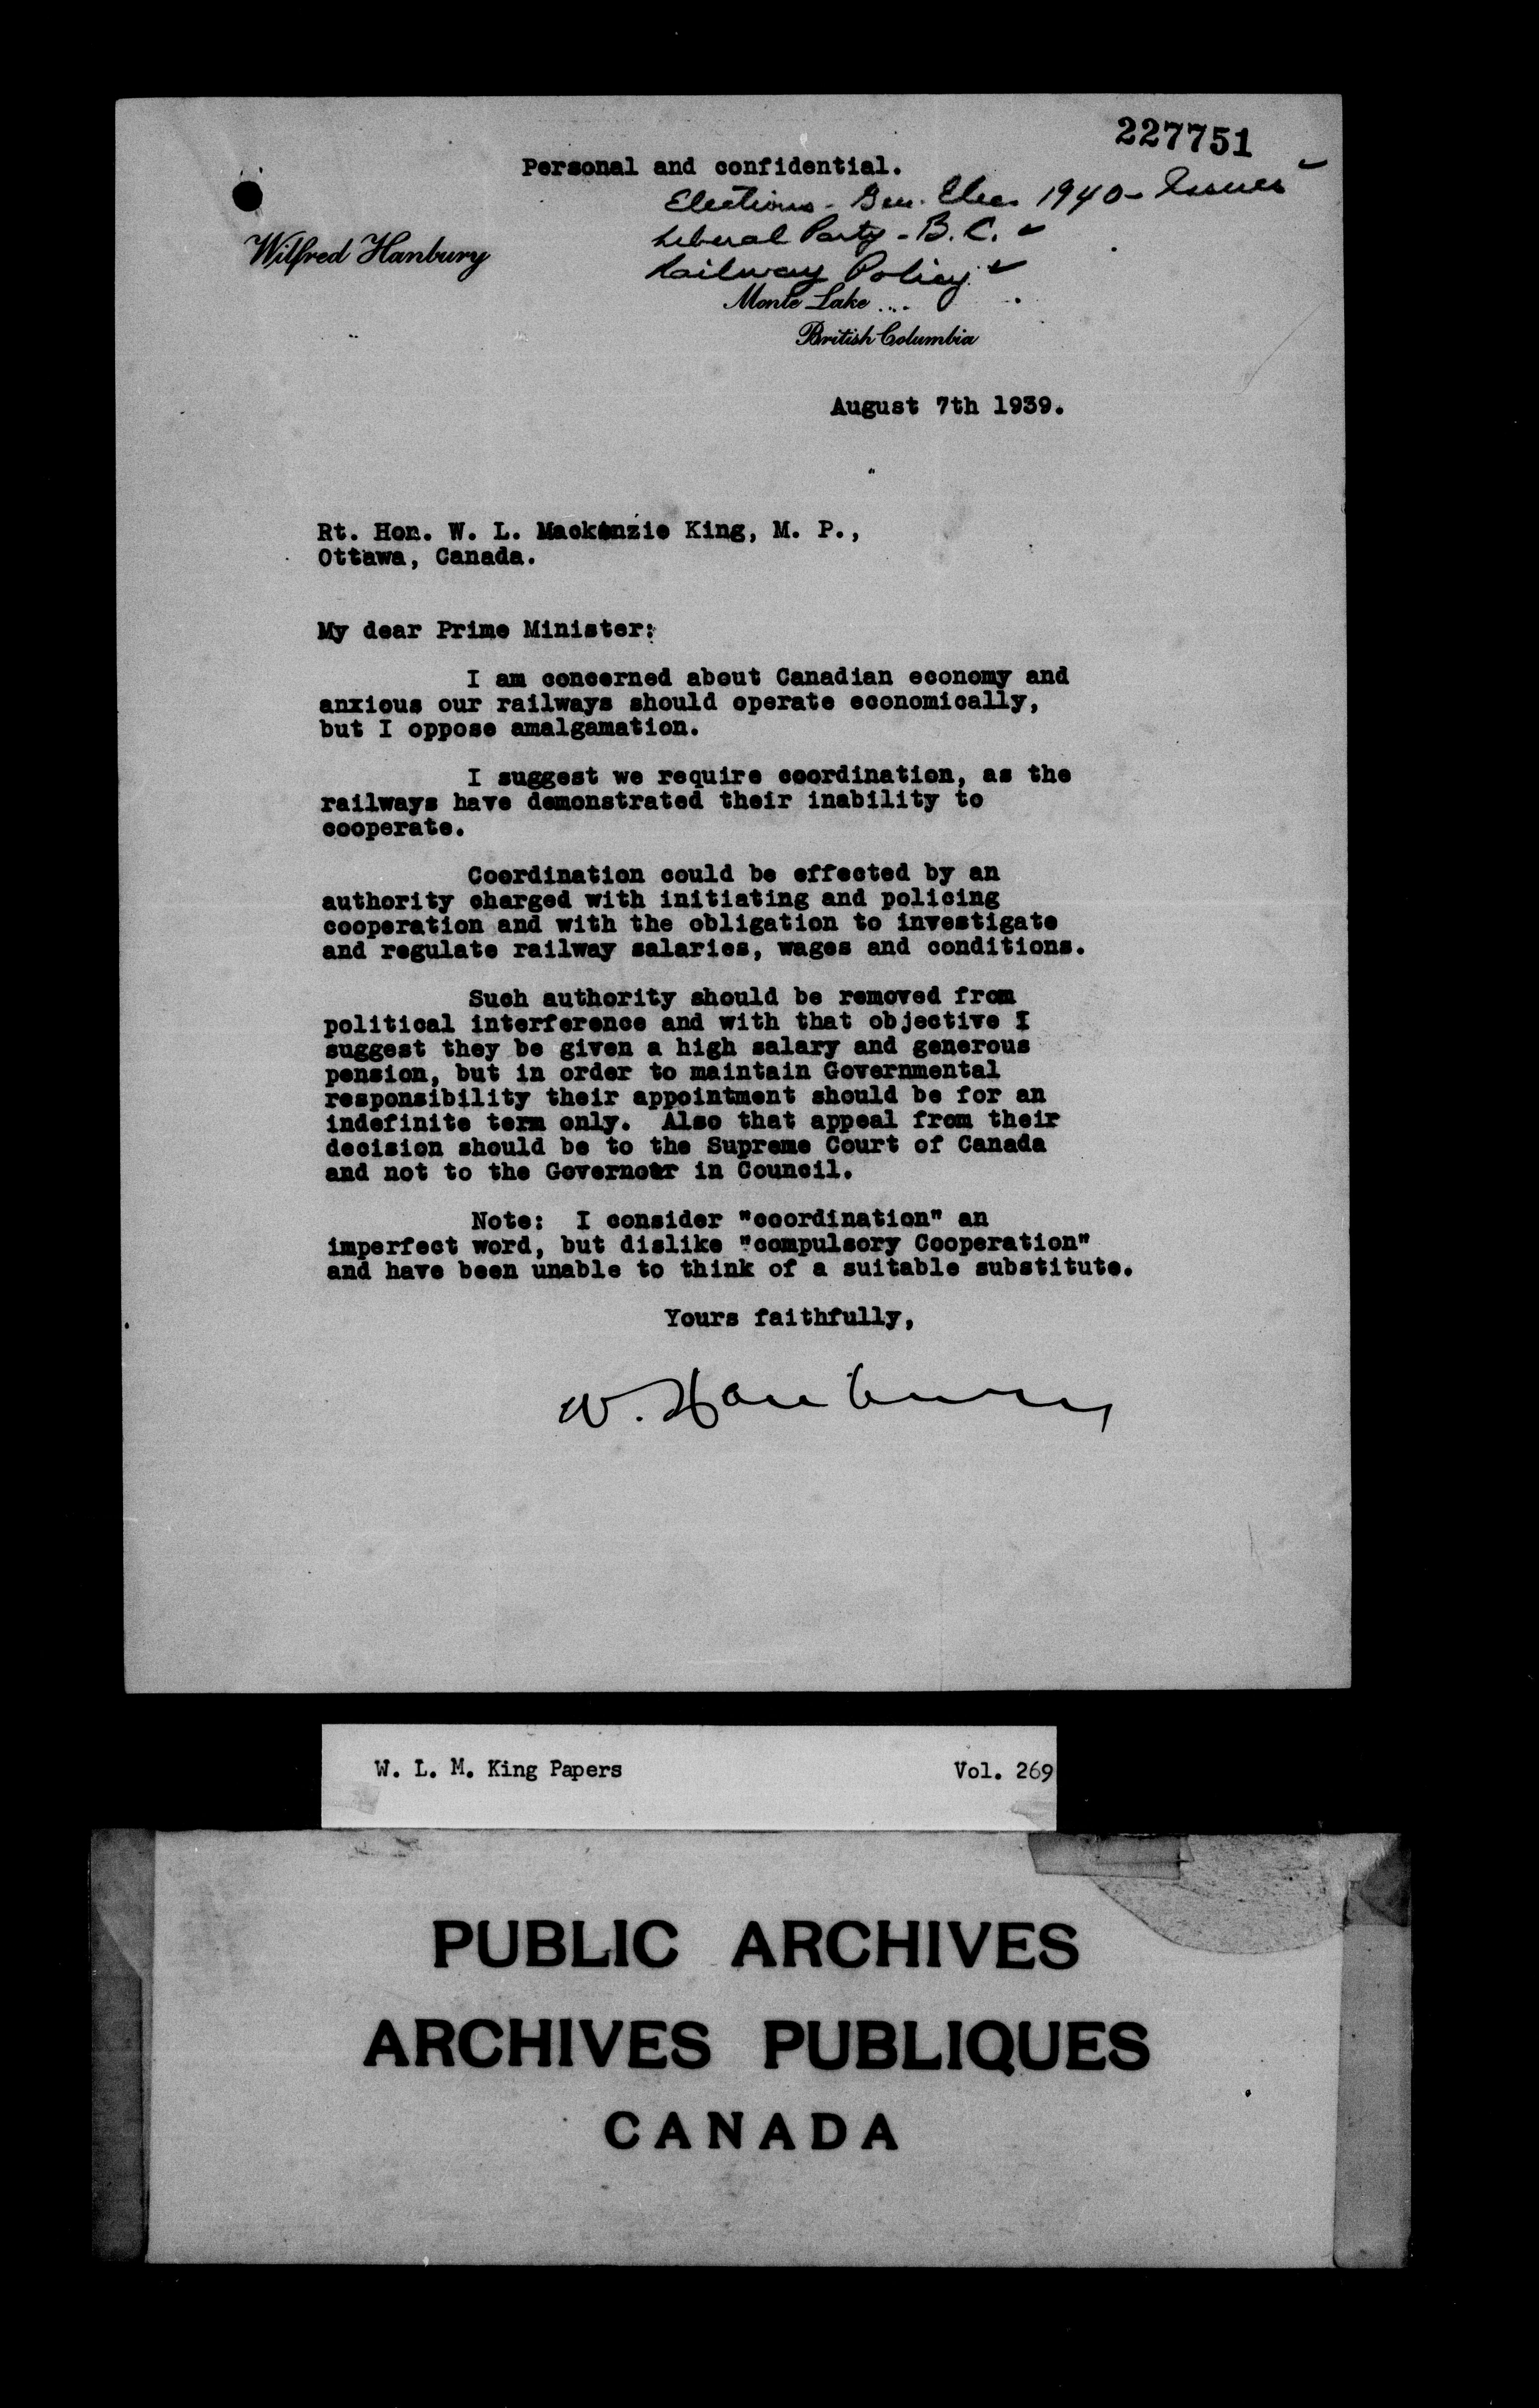 227751
Personal and confidential.
Elections - Gen. Elec. 1940 - Issues
Liberal Party - B. C.
Railway Policy
Wilfred Hanbury
Monte Lake ...
British Columbia
August 7th 1939.
Rt. Hon. W. L. Mackenzie King, M. P.,
Ottawa, Canada.
My dear Prime Minister:
I am concerned about Canadian economy and
anxious our railways should operate economically,
but I oppose amalgamation.
I suggest we require coordination, as the
railways have demonstrated their inability to
cooperate.
Coordination could be effected by an
authority charged with initiating and policing
cooperation and with the obligation to investigate
and regulate railway salaries, wages and conditions.
Such authority should be removed from
political interference and with that objective I
suggest they be given a high salary and generous
pension, but in order to maintain Governmental
responsibility their appointment should be for an
indefinite term only. Also that appeal from their
decision should be to the Supreme Court of Canada
and not to the Governor in Council.
Note: I consider "coordination" an
imperfect word, but dislike "compulsory Cooperation"
and have been unable to think of a suitable substitute.
Yours faithfully,
W. Hanbury
W. L. M. King Papers Vol. 269
PUBLIC ARCHIVES
ARCHIVES PUBLIQUES
CANADA